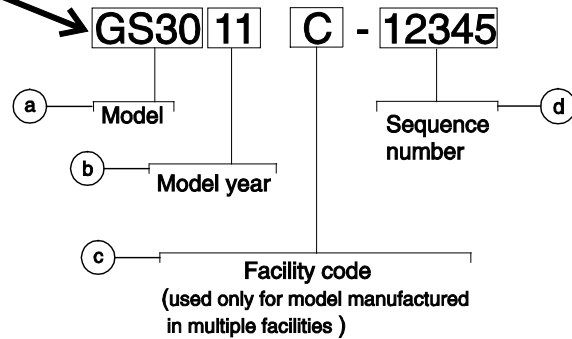 GS30 11 C - 12345
a Model
Sequence d
number
b Model year
c Facility code
(used only for model manufactured
in multiple facilities )